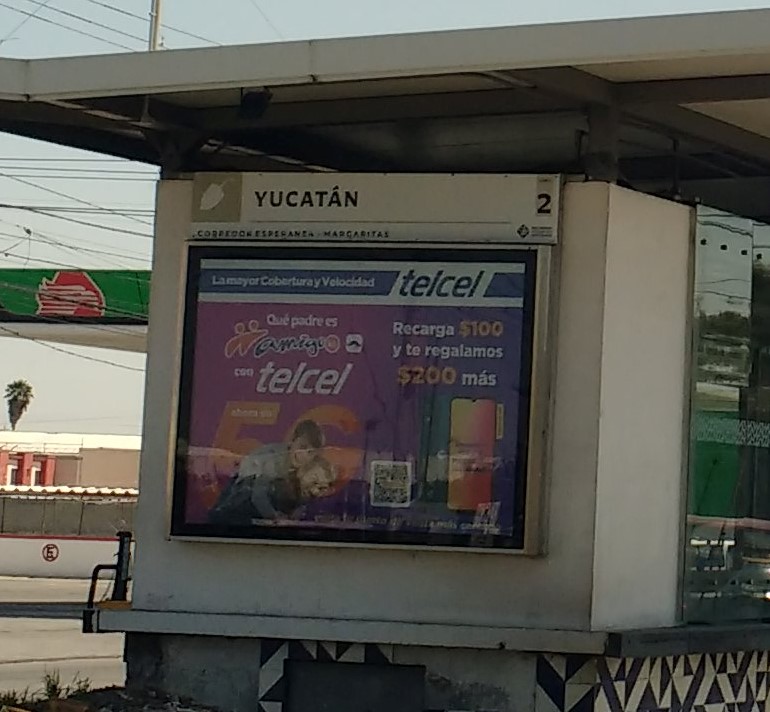 YUCATÁN
2
CORREDOR ESPERANZA - MARGARITAS
La mayor Cobertura y Velocidad telcel
Qué padre es
amigo
con telcel
ahora sin
5G
Recarga $100
y te regalamos
$200 más
E